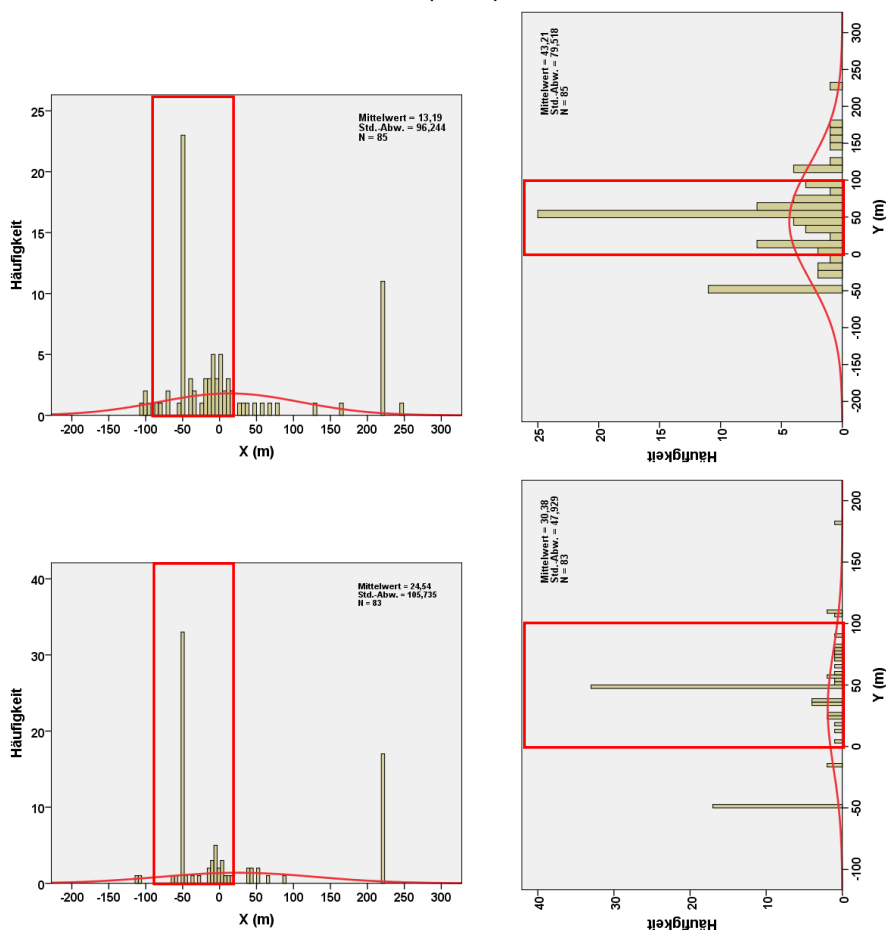 Häufigkeit
25
20
15
10
5
0
-200 -150 -100 -50 0 50 100 150 200 250 300
X (m)
Mittelwert = 13,19
Std.-Abw. = 96,244
N = 85
Mittelwert = 43,21
Std.-Abw. = 79,518
N = 85
300
250
200
150
100
50
0
-50
-100
-150
-200
Y (m)
25 20 15 10 5 0
Häufigkeit
Häufigkeit
40
30
20
10
0
-200 -150 -100 -50 0 50 100 150 200 250 300
X (m)
Mittelwert = 24,54
Std.-Abw. = 105,735
N = 83
Mittelwert = 30,38
Std.-Abw. = 47,929
N = 83
200
150
100
50
0
-50
-100
Y (m)
40 30 20 10 0
Häufigkeit